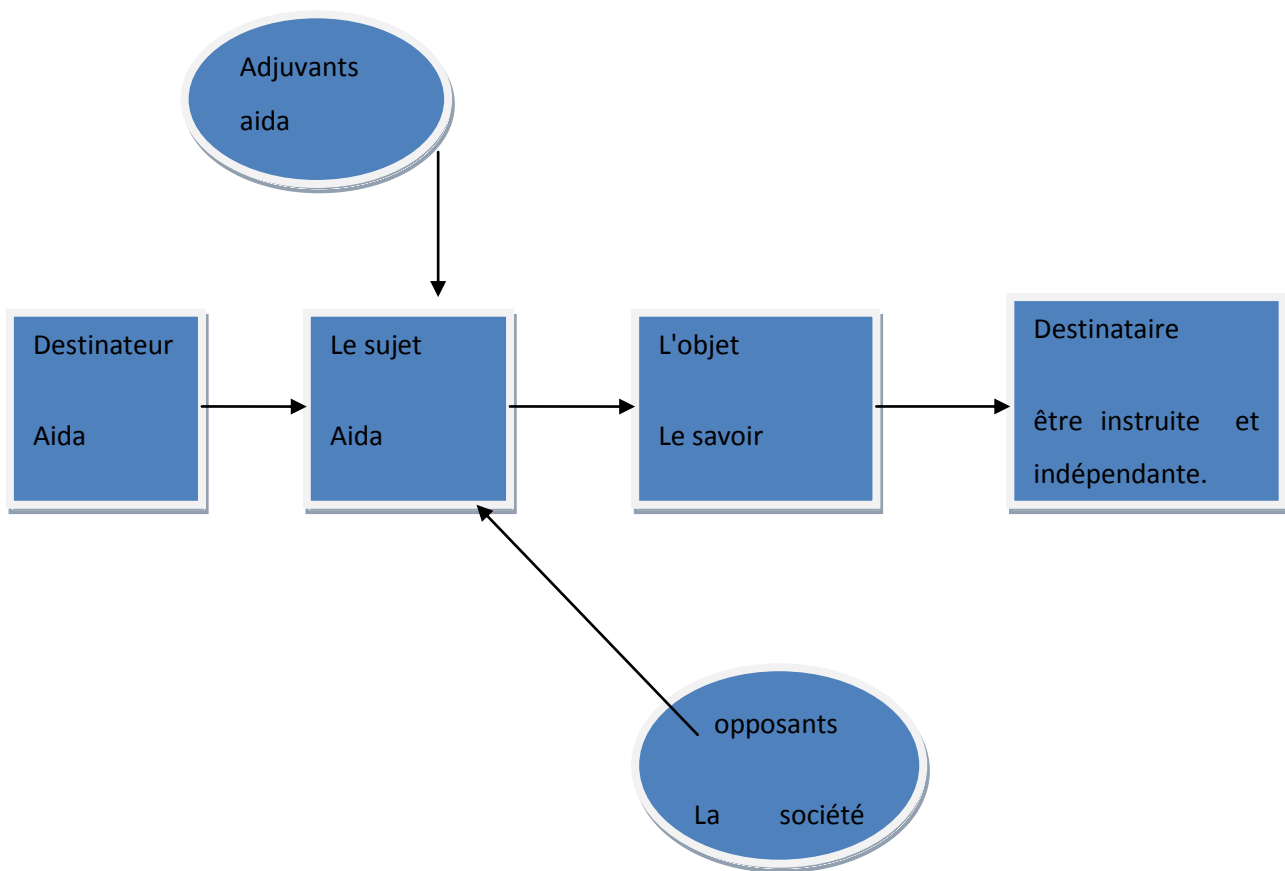 Adjuvants
aida
Destinateur
Aida
Le sujet
Aida
L'objet
Le savoir
Destinataire
être instruite et
indépendante.
opposants
La société